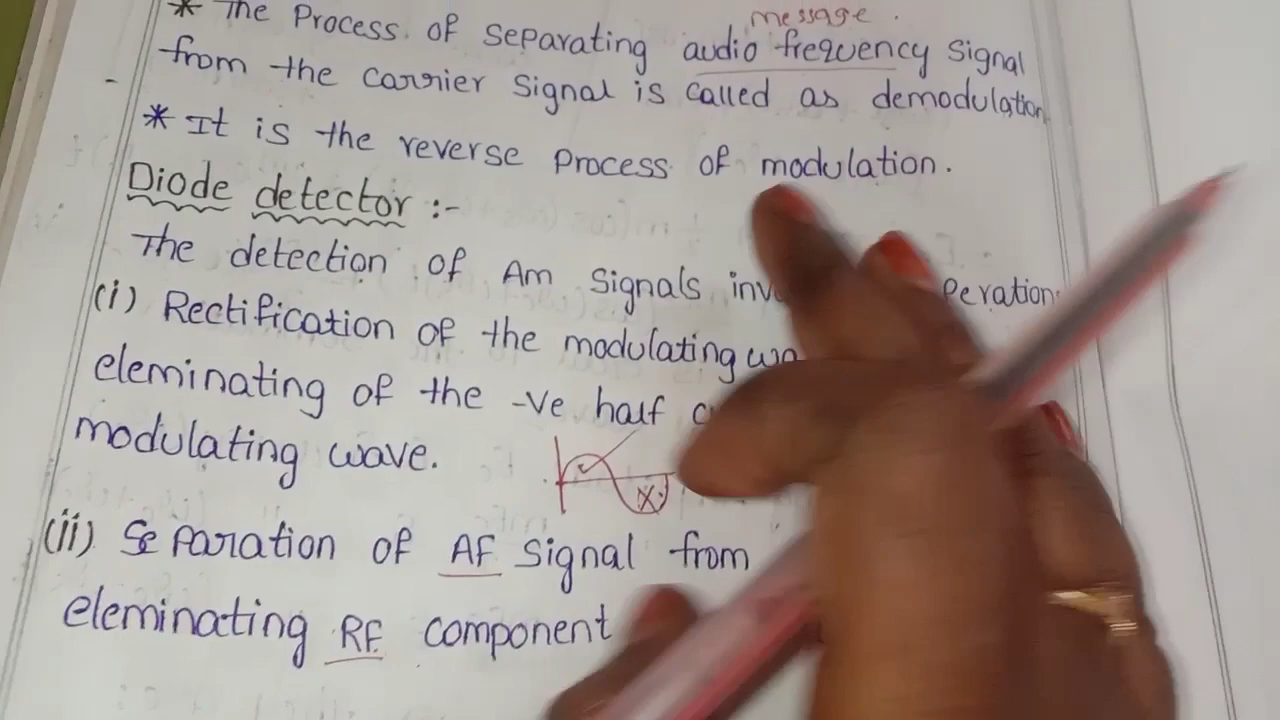 message.
* The Process of separating audio frequency signal
from the carrier signal is called as demodulation
* It is the reverse process of modulation.
Diode detector :-
The detection of Am signals
(i) Rectification of the modulating
eleminating of the -ve half
modulating wave.
x
(ii) Separation of AF signal from
eleminating RF component